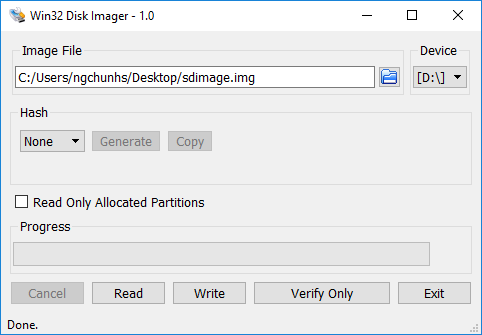 Win32 Disk Imager - 1.0
Image File
Device
C:/Users/ngchunhs/Desktop/sdimage.img
[D:\]
Hash
None
Generate
Copy
Read Only Allocated Partitions
Progress
Cancel
Read
Write
Verify Only
Exit
Done.